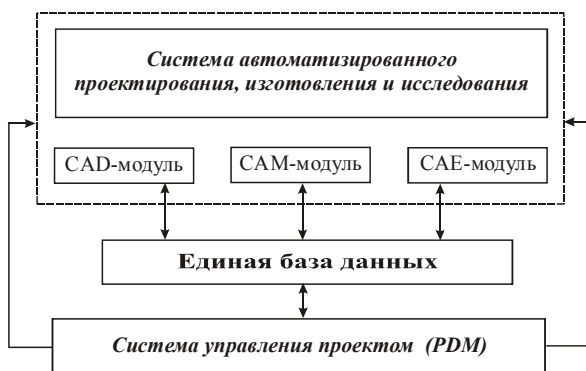 Система автоматизированного
проектирования, изготовления и исследования
CAD-модуль
CAM-модуль
CAE-модуль
Единая база данных
Система управления проектом (PDM)